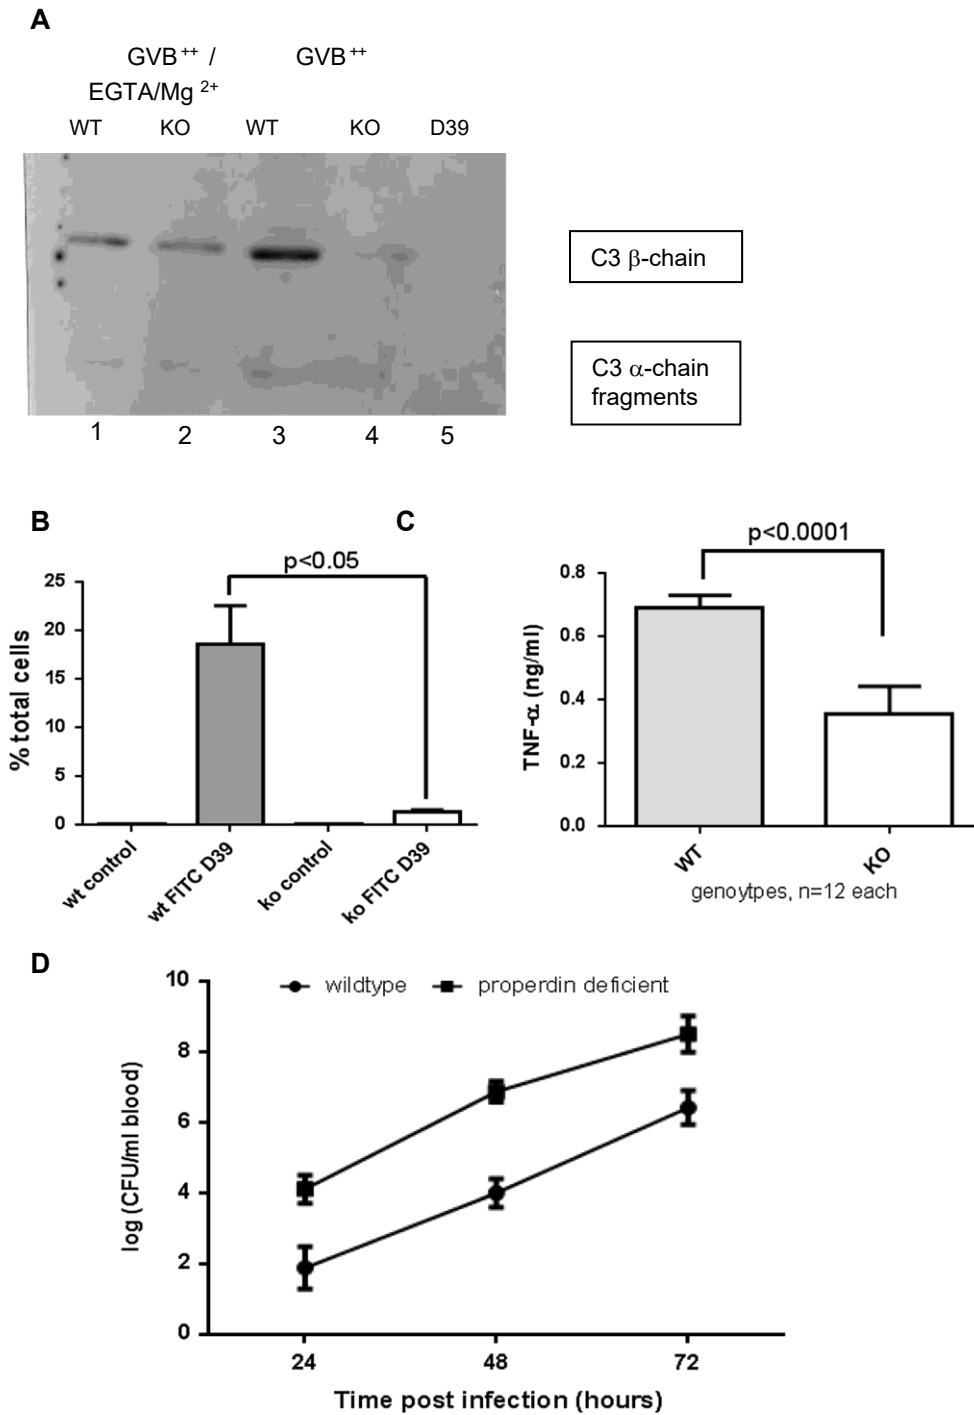 A
GVB ++ / GVB ++
EGTA/Mg 2+
WT KO WT KO D39
C3 β-chain
C3 α-chain
fragments
1 2 3 4 5
B
p<0.05
25
20
15
10
5
0
% total cells
wt control
wt FITC D39
ko control
ko FITC D39
C
p<0.0001
0.8
0.6
0.4
0.2
0.0
TNF-α (ng/ml)
WT
KO
genoytpes, n=12 each
D
wildtype properdin deficient
10
8
6
4
2
0
log (CFU/ml blood)
24 48 72
Time post infection (hours)